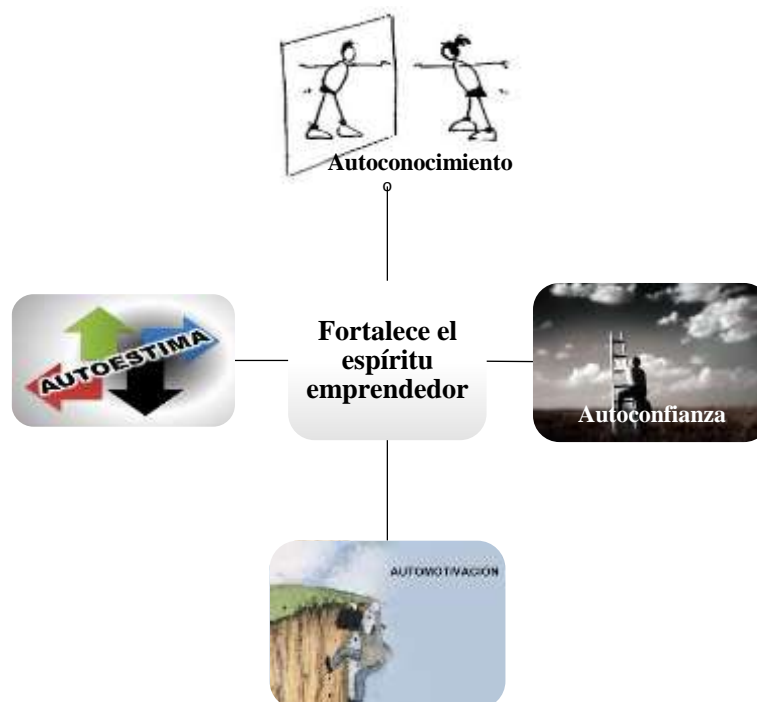 Autoconocimiento
o
AUTOESTIMA
Fortalece el
espíritu
emprendedor
Autoconfianza
AUTOMOTIVACIÓN